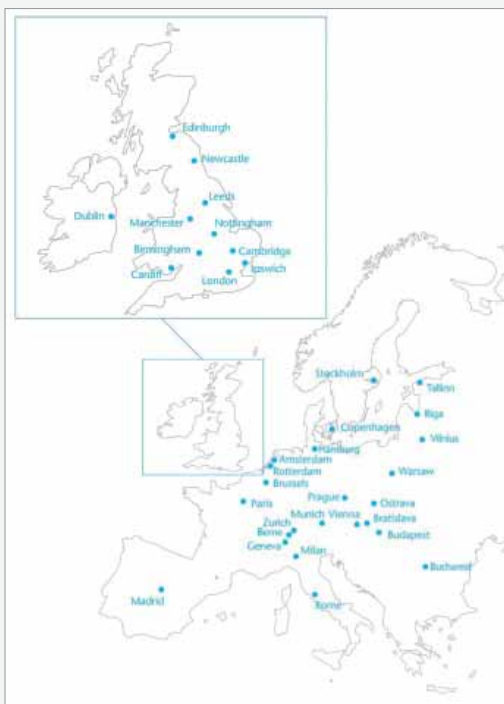 Edinburgh
Newcastle
Leeds
Dublin
Manchester
Nottingham
Birmingham
Cambridge
Cardiff
Ipswich
London
Stockholm
Tallinn
Riga
Copenhagen
Vilnius
Hamburg
Amsterdam
Rotterdam
Warsaw
Brussels
Prague
Paris
Ostrava
Munich
Vienna
Zurich
Bratislava
Berne
Budapest
Geneva
Milan
Bucharest
Madrid
Rome